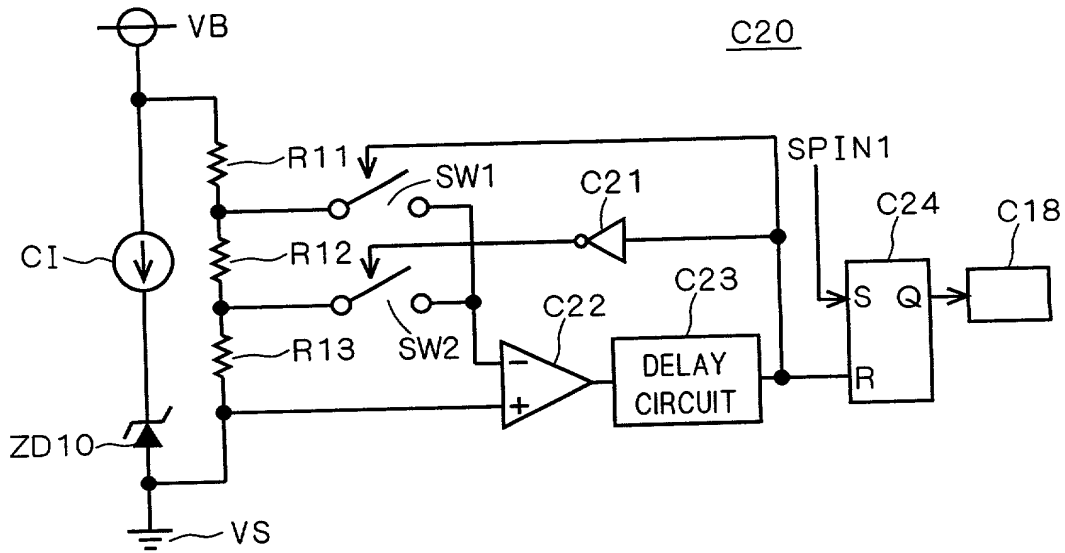 VB
C20
R11
SPIN1
SW1
C21
C24
C18
CI
R12
S
Q
C23
C22
SW2
R13
−
DELAY
CIRCUIT
R
+
ZD10
VS